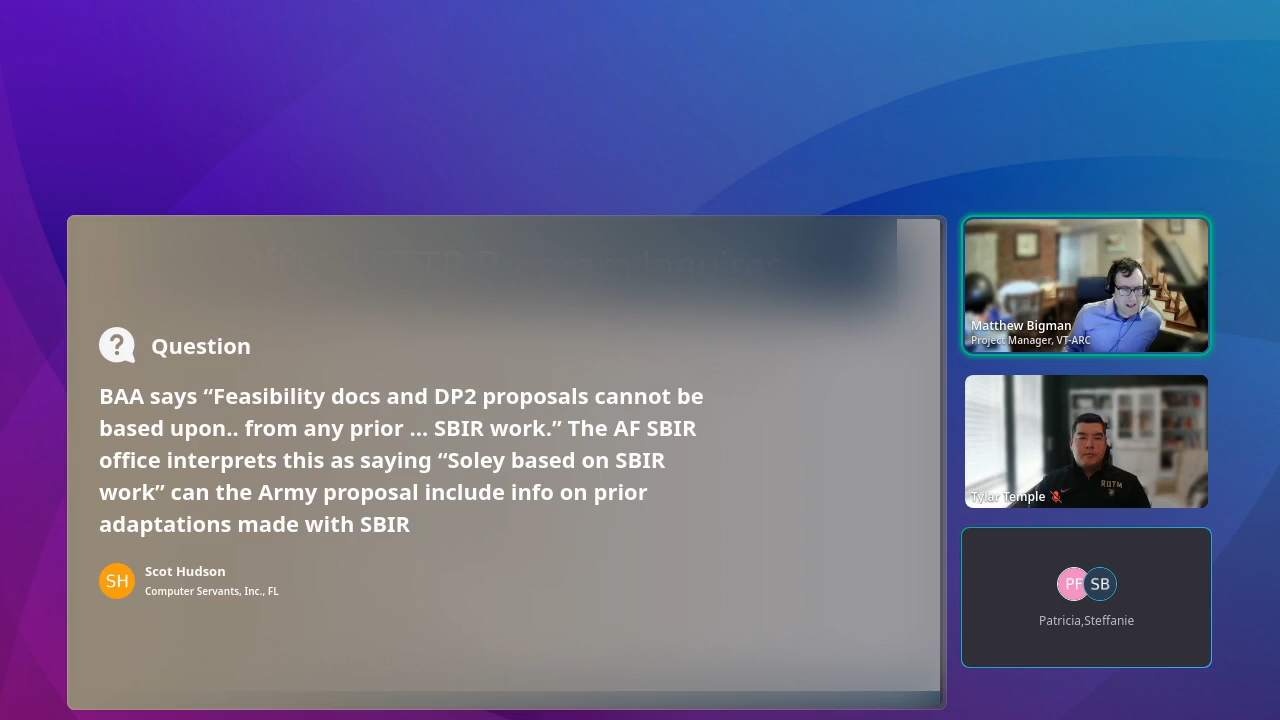 Question
BAA says “Feasibility docs and DP2 proposals cannot be
based upon.. from any prior ... SBIR work.” The AF SBIR
office interprets this as saying “Soley based on SBIR
work” can the Army proposal include info on prior
adaptations made with SBIR
SH
Scot Hudson
Computer Servants, Inc., FL
Matthew Bigman
Project Manager, VT-ARC
Tylar Temple
PF SB
Patricia,Steffanie